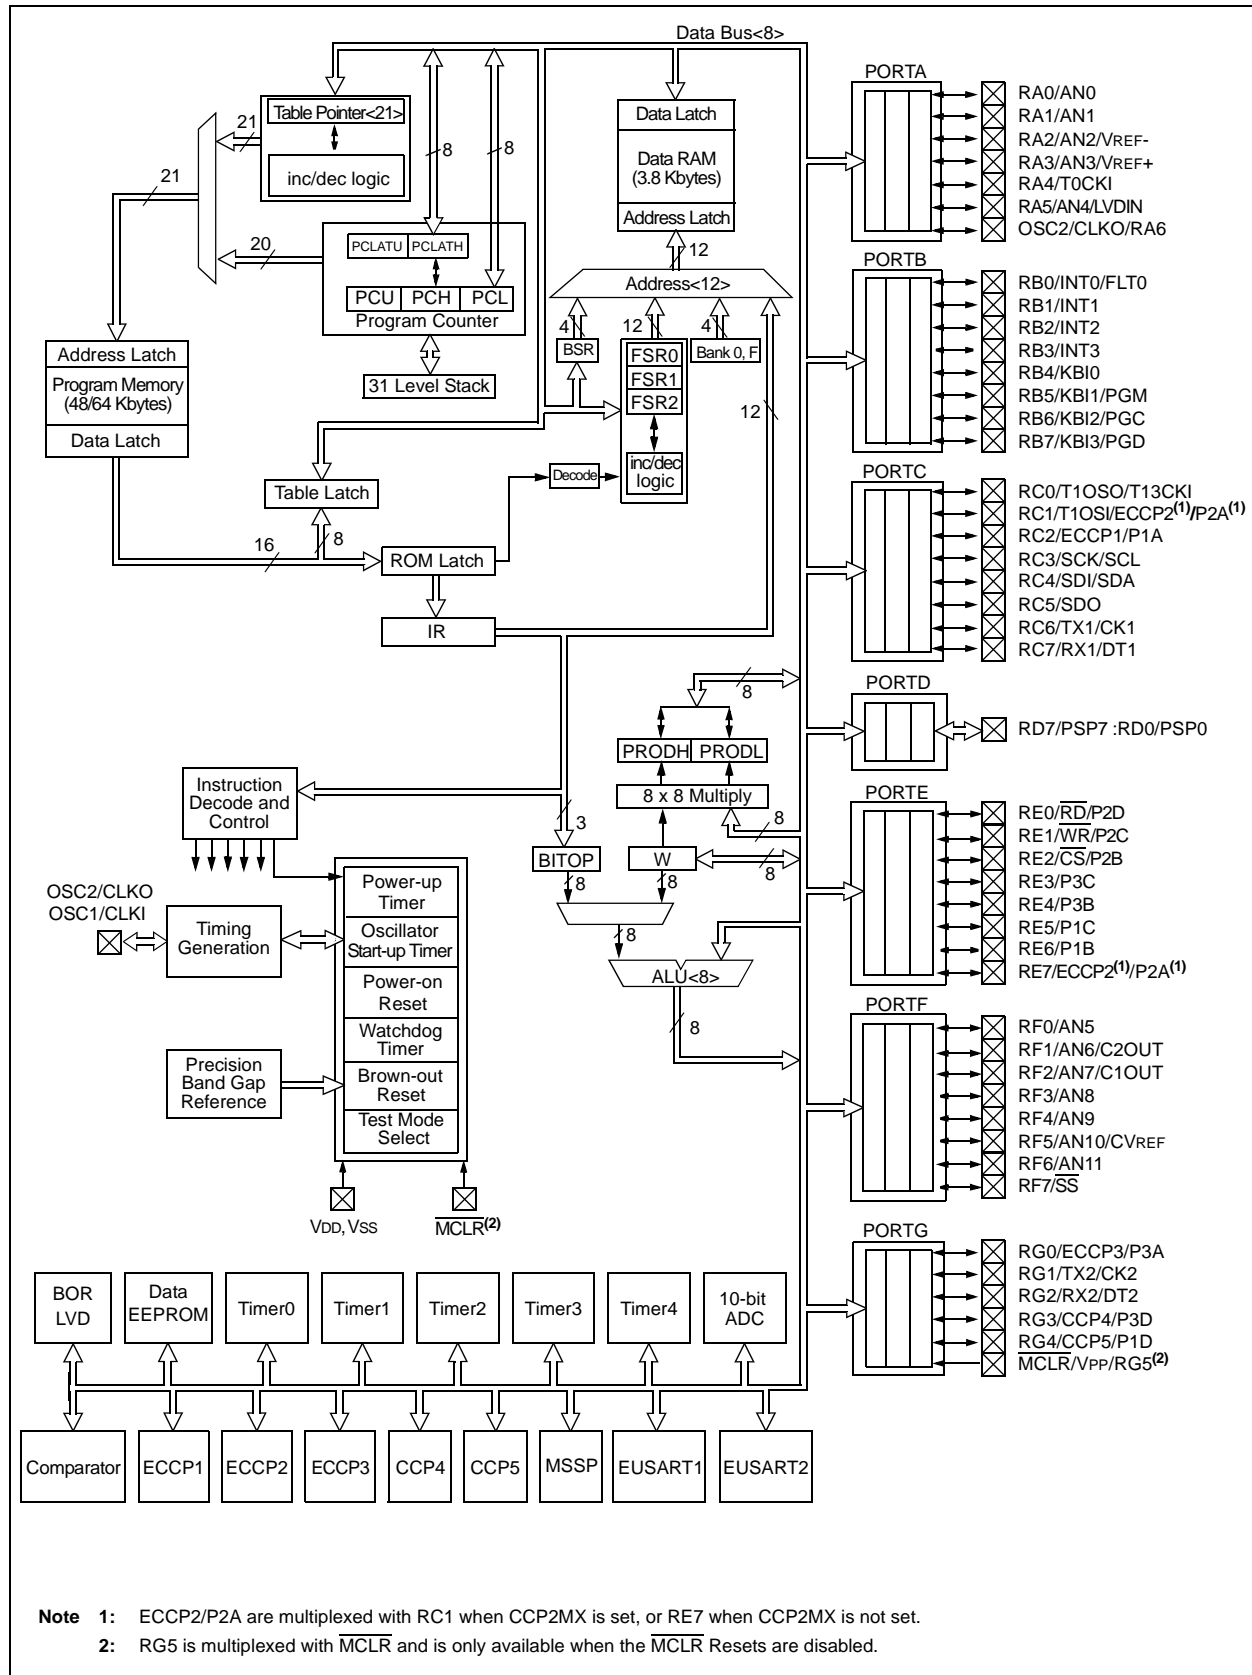 Data Bus<8>
Table Pointer<21>
inc/dec logic
21
21
20
8
8
PCLATU PCLATH
PCU PCH PCL
Program Counter
31 Level Stack
Address Latch
Program Memory
(48/64 Kbytes)
Data Latch
Table Latch
16
8
ROM Latch
IR
Data Latch
Data RAM
(3.8 Kbytes)
Address Latch
12
Address<12>
4
12
4
BSR
FSR0
FSR1
FSR2
Bank 0, F
12
inc/dec
logic
Decode
8
PRODH PRODL
8 x 8 Multiply
8
3
BITOP
W
8
8
8
8
ALU<8>
8
Instruction
Decode and
Control
OSC2/CLKO
OSC1/CLKI
Timing
Generation
Power-up
Timer
Oscillator
Start-up Timer
Power-on
Reset
Watchdog
Timer
Brown-out
Reset
Test Mode
Select
Precision
Band Gap
Reference
VDD, VSS
MCLR(2)
PORTA
RA0/AN0
RA1/AN1
RA2/AN2/VREF-
RA3/AN3/VREF+
RA4/T0CKI
RA5/AN4/LVDIN
OSC2/CLKO/RA6
PORTB
RB0/INT0/FLT0
RB1/INT1
RB2/INT2
RB3/INT3
RB4/KBI0
RB5/KBI1/PGM
RB6/KBI2/PGC
RB7/KBI3/PGD
PORTC
RC0/T1OSO/T13CKI
RC1/T1OSI/ECCP2(1)/P2A(1)
RC2/ECCP1/P1A
RC3/SCK/SCL
RC4/SDI/SDA
RC5/SDO
RC6/TX1/CK1
RC7/RX1/DT1
PORTD
RD7/PSP7 :RD0/PSP0
PORTE
RE0/RD/P2D
RE1/WR/P2C
RE2/CS/P2B
RE3/P3C
RE4/P3B
RE5/P1C
RE6/P1B
RE7/ECCP2(1)/P2A(1)
PORTF
RF0/AN5
RF1/AN6/C2OUT
RF2/AN7/C1OUT
RF3/AN8
RF4/AN9
RF5/AN10/CVREF
RF6/AN11
RF7/SS
PORTG
RG0/ECCP3/P3A
RG1/TX2/CK2
RG2/RX2/DT2
RG3/CCP4/P3D
RG4/CCP5/P1D
MCLR/VPP/RG5(2)
BOR
LVD
Data
EEPROM
Timer0
Timer1
Timer2
Timer3
Timer4
10-bit
ADC
Comparator
ECCP1
ECCP2
ECCP3
CCP4
CCP5
MSSP
EUSART1
EUSART2
Note 1: ECCP2/P2A are multiplexed with RC1 when CCP2MX is set, or RE7 when CCP2MX is not set.
2: RG5 is multiplexed with MCLR and is only available when the MCLR Resets are disabled.